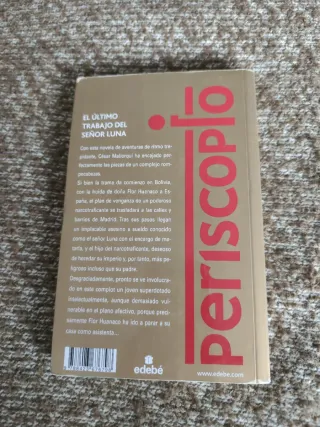 EL ÚLTIMO
TRABAJO DEL
SEÑOR LUNA
Con esta novela de aventuras de ritmo tre-
pidante, César Mallorquí ha encajado per-
fectamente las piezas de un complejo rom-
pecabezas.
Si bien la trama da comienzo en Bolivia,
con la huida de doña Flor Huanaco a Es-
paña, el plan de venganza de un poderoso
narcotraficante se trasladará a las calles y
barrios de Madrid. Tras sus pasos llegan
un implacable asesino a sueldo conocido
como el señor Luna con el encargo de ma-
tarla, y el hijo del narcotraficante, deseoso
de heredar su imperio y, por tanto, más pe-
ligroso incluso que su padre.
Desgraciadamente, pronto se ve involucra-
do en este complot un joven superdotado
intelectualmente, aunque demasiado vul-
nerable en el plano afectivo, porque preci-
samente Flor Huanaco ha ido a parar a su
casa como asistenta...
periscopio
edebé
www.edebe.com